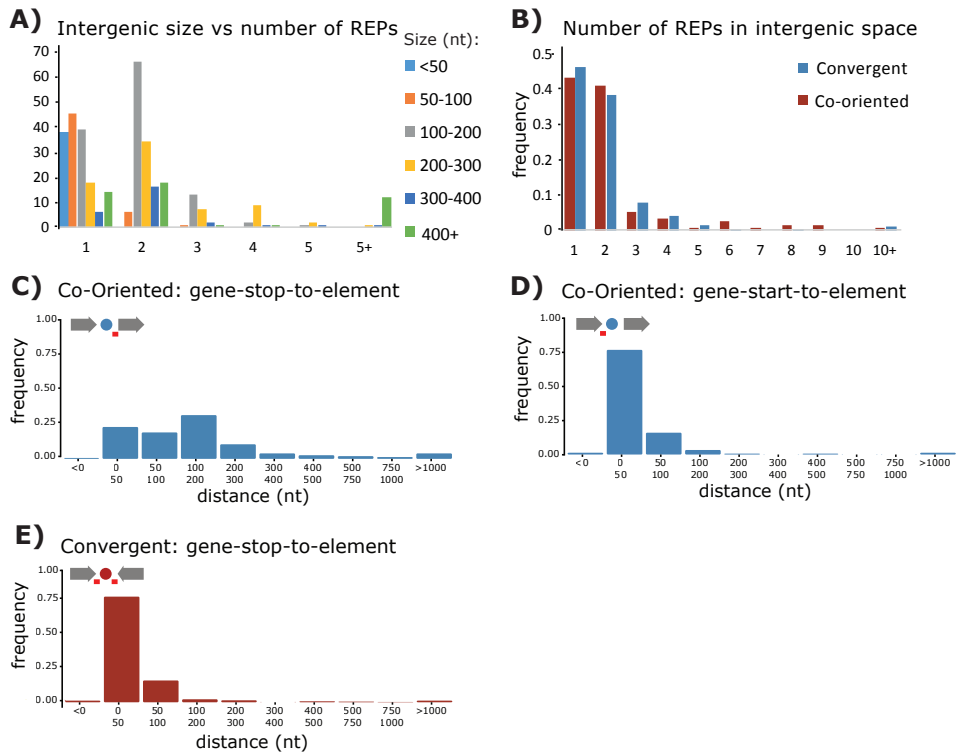 A) Intergenic size vs number of REPs
Size (nt):
70
60
50
40
30
20
10
0
1 2 3 4 5 5+
<50
50-100
100-200
200-300
300-400
400+
B) Number of REPs in intergenic space
frequency
0.5
0.4
0.3
0.2
0.1
0
1 2 3 4 5 6 7 8 9 10 10+
Convergent
Co-oriented
C) Co-Oriented: gene-stop-to-element
frequency
1.00
0.75
0.50
0.25
0.00
<0 0 50 100 200 300 400 500 750 >1000
50 100 200 300 400 500 750 1000
distance (nt)
D) Co-Oriented: gene-start-to-element
frequency
1.00
0.75
0.50
0.25
0.00
<0 0 50 100 200 300 400 500 750 >1000
50 100 200 300 400 500 750 1000
distance (nt)
E) Convergent: gene-stop-to-element
frequency
1.00
0.75
0.50
0.25
0.00
<0 0 50 100 200 300 400 500 750 >1000
50 100 200 300 400 500 750 1000
distance (nt)